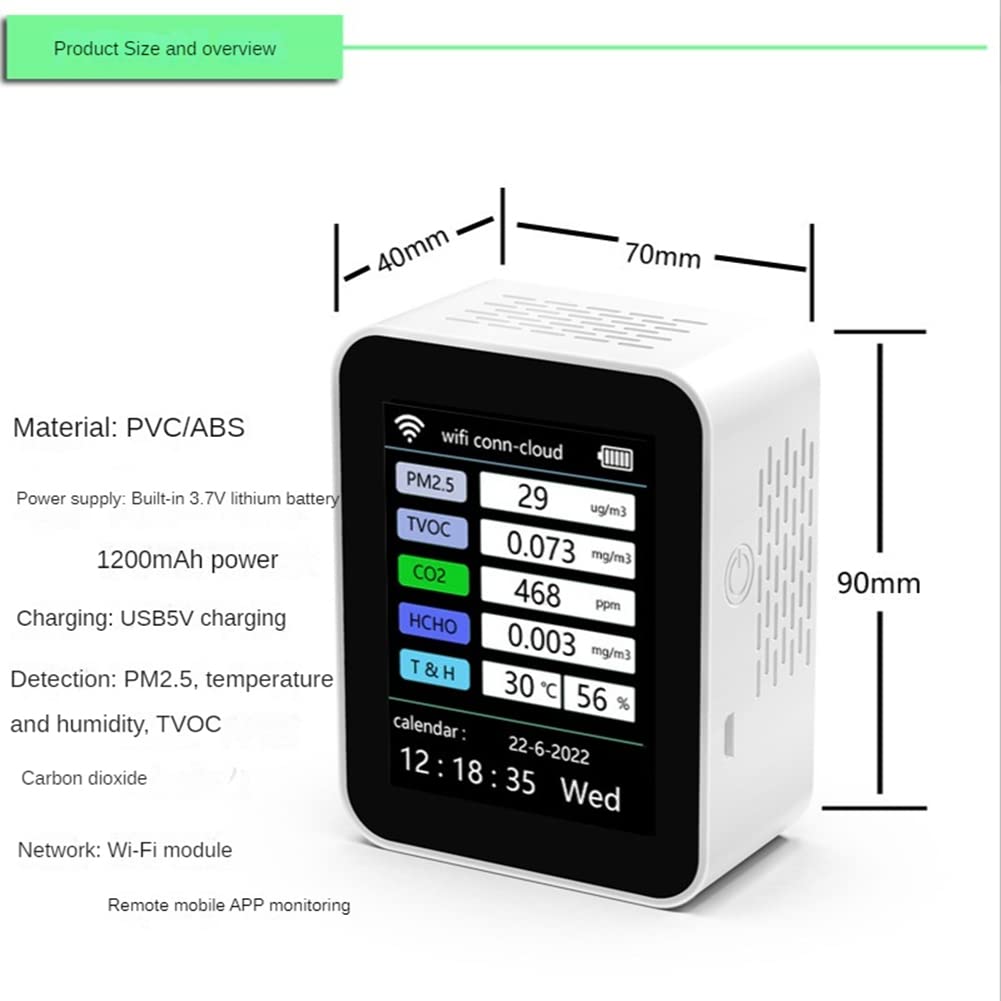 Product Size and overview
40mm
70mm
90mm
Material: PVC/ABS
Power supply: Built-in 3.7V lithium battery
1200mAh power
Charging: USB5V charging
Detection: PM2.5, temperature
and humidity, TVOC
Carbon dioxide
Network: Wi-Fi module
Remote mobile APP monitoring
wifi conn-cloud
PM2.5 29 ug/m3
TVOC 0.073 mg/m3
CO2 468 ppm
HCHO 0.003 mg/m3
T & H 30 ℃ 56 %
calendar :
22-6-2022
12 : 18 : 35 Wed